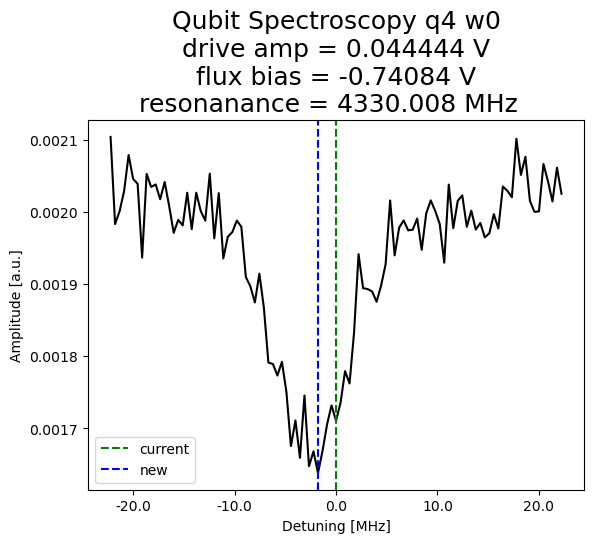 Qubit Spectroscopy q4 w0
drive amp = 0.044444 V
flux bias = -0.74084 V
resonanance = 4330.008 MHz
0.0021
0.0020
0.0019
0.0018
0.0017
Amplitude [a.u.]
current
new
-20.0 -10.0 0.0 10.0 20.0
Detuning [MHz]